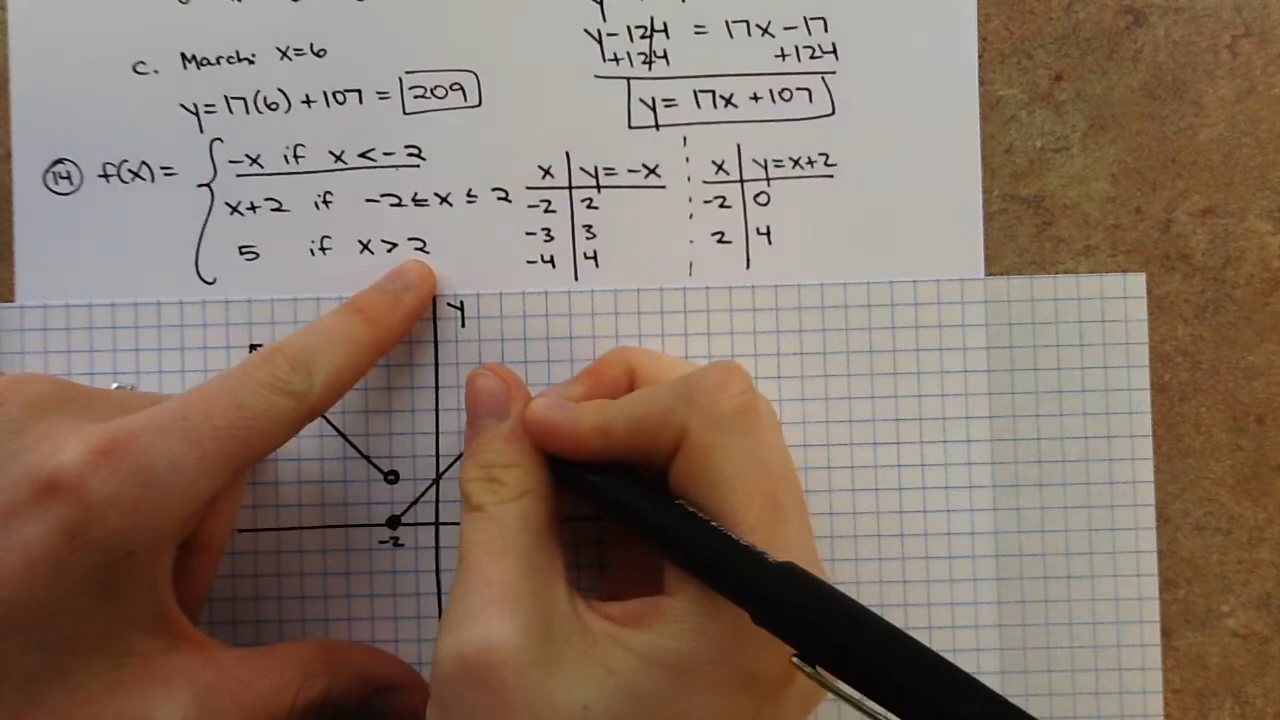 y-124 = 17x-17
+124 +124
y= 17x +107
c. March: x=6
y=17(6)+107 = 209
14 f(x)= { -x if x<-2
x+2 if -2≤x≤2
5 if x>2
x y=-x
-2 2
-3 3
-4 4
x y=x+2
-2 0
2 4
y
-2